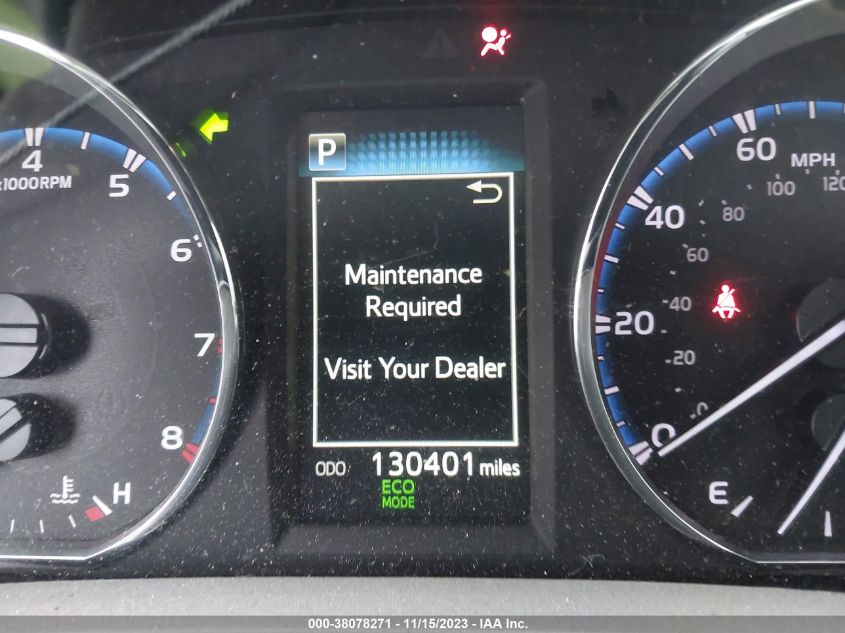 4
5
x1000RPM
6
7
8
H
P
Maintenance
Required
Visit Your Dealer
ODO 130401 miles
ECO
MODE
60
MPH
100
120
40
80
60
40
20
20
0
0
E
000-38078271 - 11/15/2023 - IAA Inc.